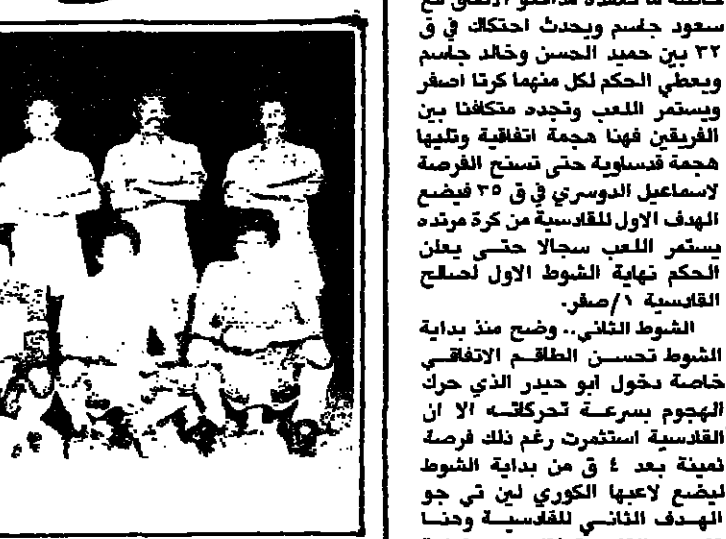 سعود جاسم ويحدث احتكاك في ق
٣٢ بين حميد الحسن وخالد جاسم
ويعطي الحكم لكل منهما كرتا اصفر
ويستمر اللعب وتجده متكافئا بين
الفريقين فهنا هجمة اتفاقية وتليها
هجمة قدساوية حتى تسنح الفرصة
لاسماعيل الدوسري في ق ٣٥ فيضع
الهدف الاول للقادسية من كرة مرتده
يستمر اللعب سجالا حتى يعلن
الحكم نهاية الشوط الاول لصالح
القادسية ١/صفر.
الشوط الثاني.. وضح منذ بداية
الشوط تحسن الطاقم الاتفاقي
خاصة دخول ابو حيدر الذي حرك
الهجوم بسرعة تحركاته الا ان
القادسية استثمرت رغم ذلك فرصة
ثمينة بعد ٤ ق من بداية الشوط
ليضع لاعبها الكوري لين تي جو
الهدف الثاني للقادسية وهنا